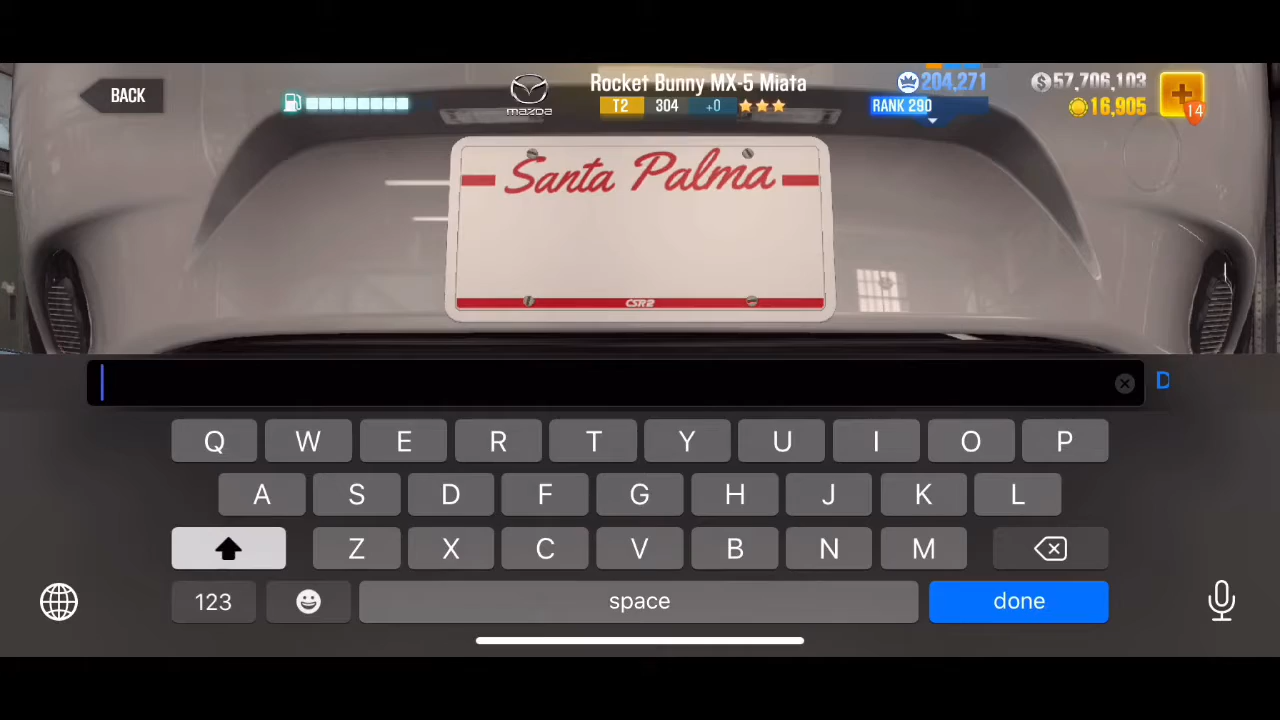 BACK
mazda
Rocket Bunny MX-5 Miata
T2 304 +0
204,271
RANK 290
57,706,103
16,905
14
Santa Palma
CSR2
D
Q W E R T Y U I O P
A S D F G H J K L
Z X C V B N M
123 space done